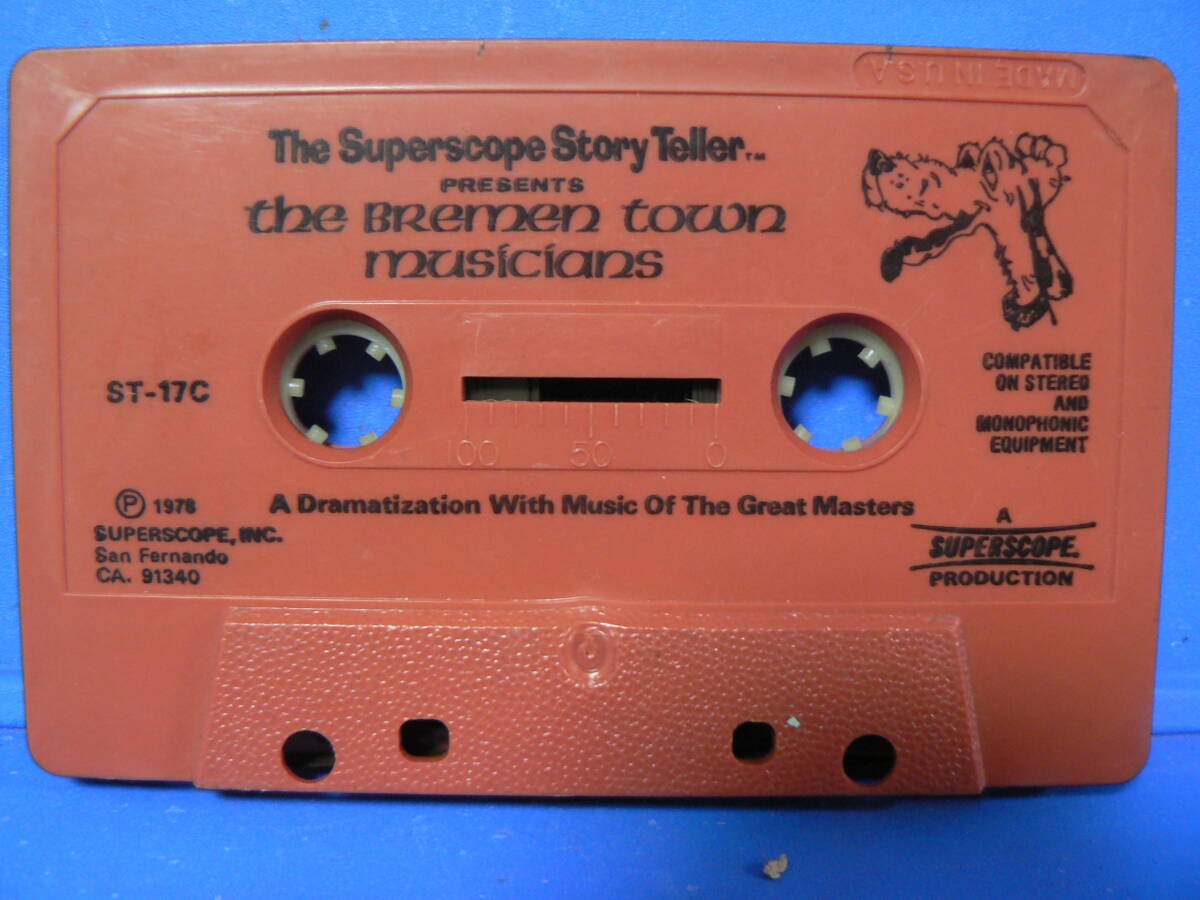 MADE IN U.S.A
The Superscope Story Teller™
PRESENTS
the Bremen town
musicians
ST-17C
COMPATIBLE
ON STEREO
AND
MONOPHONIC
EQUIPMENT
100 50 0
℗ 1978
SUPERSCOPE, INC.
San Fernando
CA. 91340
A Dramatization With Music Of The Great Masters
A
SUPERSCOPE®
PRODUCTION